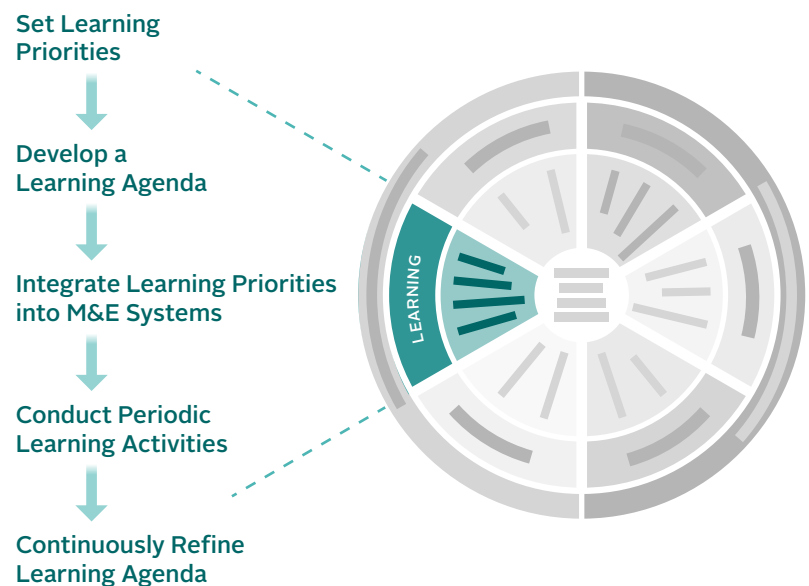 Set Learning
Priorities
Develop a
Learning Agenda
Integrate Learning Priorities
into M&E Systems
Conduct Periodic
Learning Activities
Continuously Refine
Learning Agenda
LEARNING